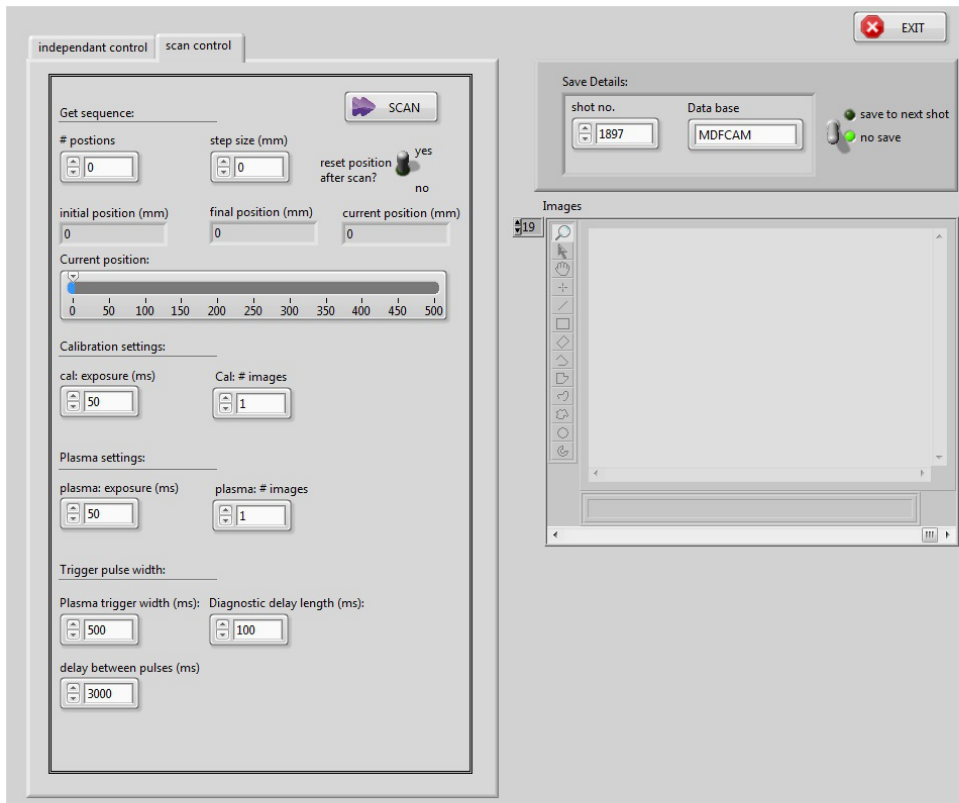 EXIT
independant control
scan control
Save Details:
shot no.
Data base
1897
MDFCAM
save to next shot
no save
Get sequence:
SCAN
# postions
step size (mm)
0
0
reset position
after scan?
yes
no
initial position (mm)
final position (mm)
current position (mm)
0
0
0
Current position:
0 50 100 150 200 250 300 350 400 450 500
Calibration settings:
cal: exposure (ms)
Cal: # images
50
1
Plasma settings:
plasma: exposure (ms)
plasma: # images
50
1
Trigger pulse width:
Plasma trigger width (ms):
Diagnostic delay length (ms):
500
100
delay between pulses (ms)
3000
Images
19